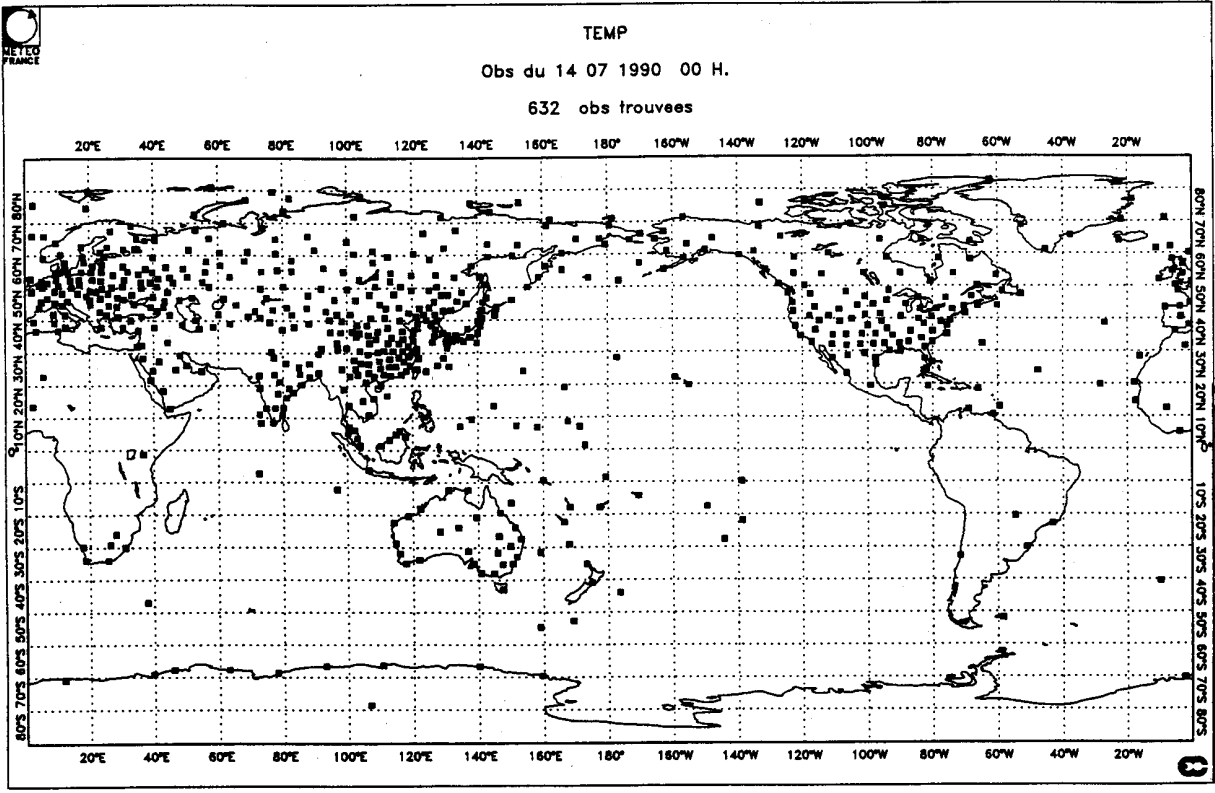 METEO
FRANCE
TEMP
Obs du 14 07 1990 00 H.
632 obs trouvees
20°E 40°E 60°E 80°E 100°E 120°E 140°E 160°E 180° 160°W 140°W 120°W 100°W 80°W 60°W 40°W 20°W
80°N 70°N 60°N 50°N 40°N 30°N 20°N 10°N 0° 10°S 20°S 30°S 40°S 50°S 60°S 70°S 80°S
80°N 70°N 60°N 50°N 40°N 30°N 20°N 10°N 0° 10°S 20°S 30°S 40°S 50°S 60°S 70°S 80°S
20°E 40°E 60°E 80°E 100°E 120°E 140°E 160°E 180° 160°W 140°W 120°W 100°W 80°W 60°W 40°W 20°W